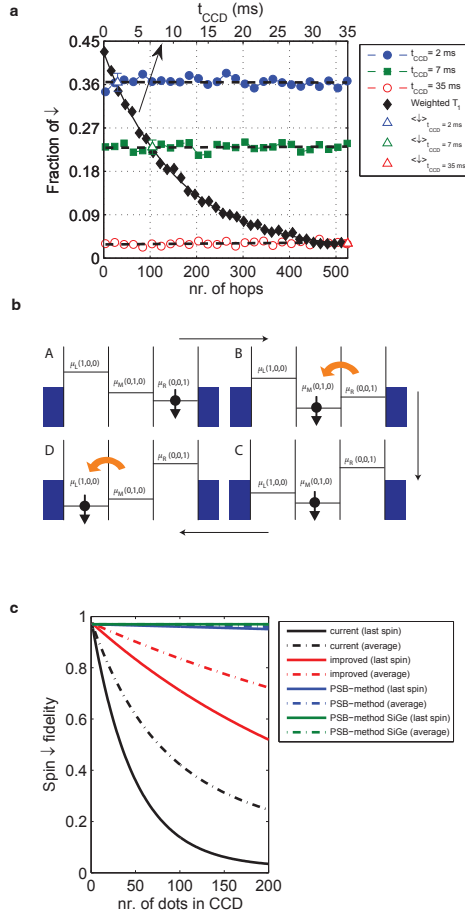 a
t_CCD (ms)
0 5 10 15 20 25 30 35
0.45
0.36
0.27
0.18
0.09
0
Fraction of ↓
0 100 200 300 400 500
nr. of hops
t_CCD = 2 ms
t_CCD = 7 ms
t_CCD = 35 ms
Weighted T_1
<↓>_t_CCD = 2 ms
<↓>_t_CCD = 7 ms
<↓>_t_CCD = 35 ms
b
A
μ_L(1,0,0)
μ_M(0,1,0)
μ_R(0,0,1)
B
μ_L(1,0,0)
μ_M(0,1,0)
μ_R(0,0,1)
D
μ_L(1,0,0)
μ_M(0,1,0)
μ_R(0,0,1)
C
μ_L(1,0,0)
μ_M(0,1,0)
μ_R(0,0,1)
c
1
0.8
0.6
0.4
0.2
0
Spin ↓ fidelity
0 50 100 150 200
nr. of dots in CCD
current (last spin)
current (average)
improved (last spin)
improved (average)
PSB−method (last spin)
PSB−method (average)
PSB−method SiGe (last spin)
PSB−method SiGe (average)